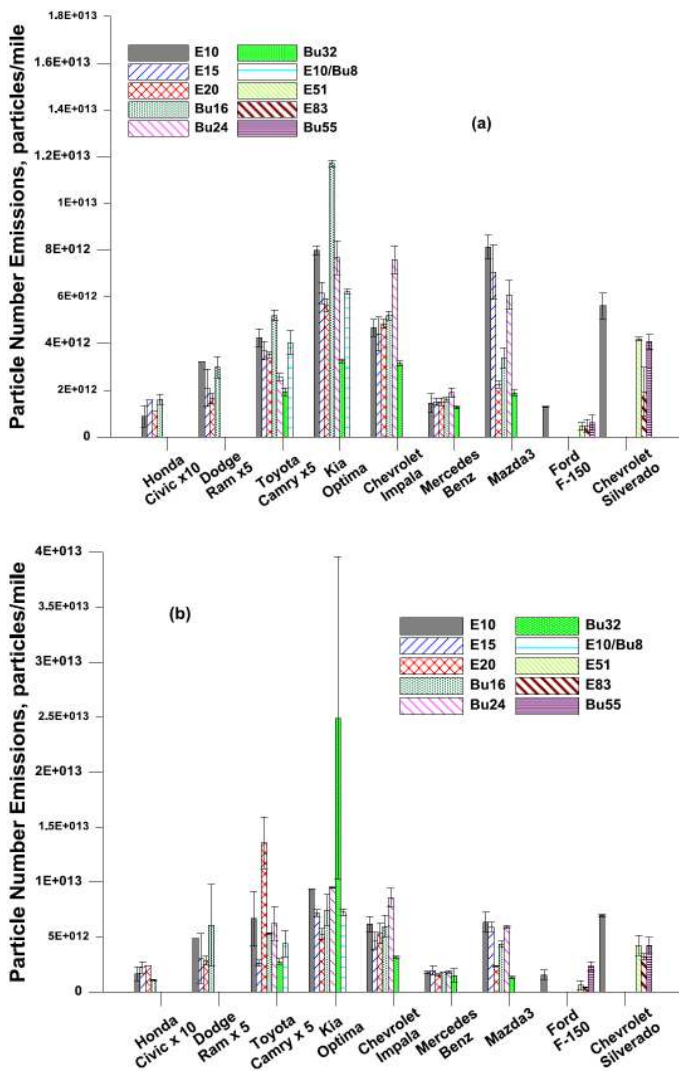 1.8E+013
1.6E+013
1.4E+013
1.2E+013
1E+013
8E+012
6E+012
4E+012
2E+012
0
Particle Number Emissions, particles/mile
E10
E15
E20
Bu16
Bu24
Bu32
E10/Bu8
E51
E83
Bu55
(a)
Honda
Civic x10
Dodge
Ram x5
Toyota
Camry x5
Kia
Optima
Chevrolet
Impala
Mercedes
Benz
Mazda3
Ford
F-150
Chevrolet
Silverado
4E+013
3.5E+013
3E+013
2.5E+013
2E+013
1.5E+013
1E+013
5E+012
0
Particle Number Emissions, particles/mile
(b)
E10
E15
E20
Bu16
Bu24
Bu32
E10/Bu8
E51
E83
Bu55
Honda
Civic x 10
Dodge
Ram x 5
Toyota
Camry x 5
Kia
Optima
Chevrolet
Impala
Mercedes
Benz
Mazda3
Ford
F-150
Chevrolet
Silverado